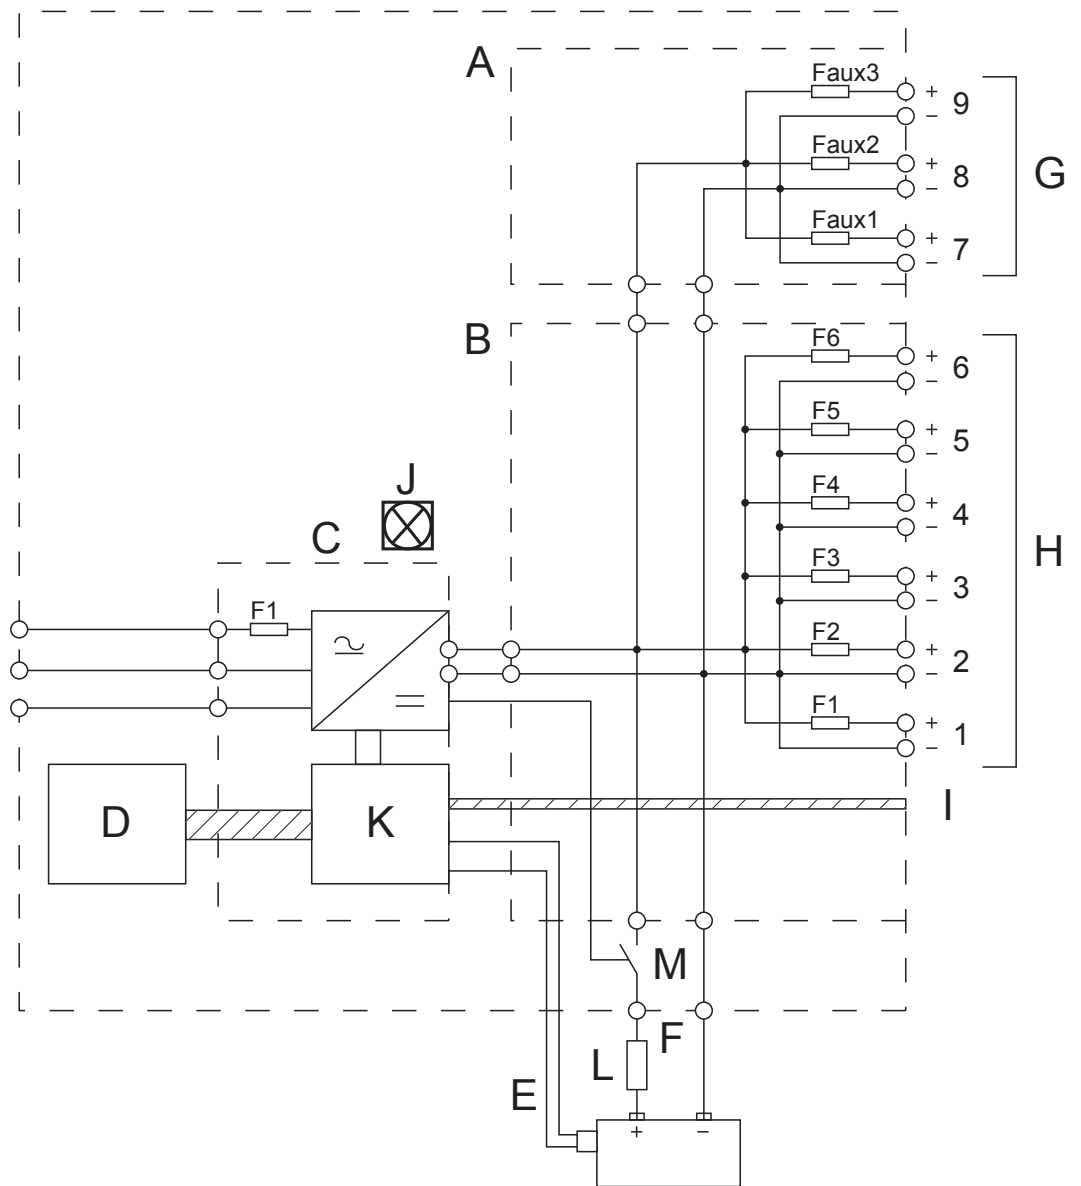 A
Faux3
+ 9
−
Faux2
+ 8
−
G
Faux1
+ 7
−
B
F6
+ 6
−
F5
+ 5
−
F4
+ 4
−
H
F3
+ 3
−
F2
+ 2
−
F1
+ 1
−
J
C
F1
D
K
I
M
F
L
E
+ −